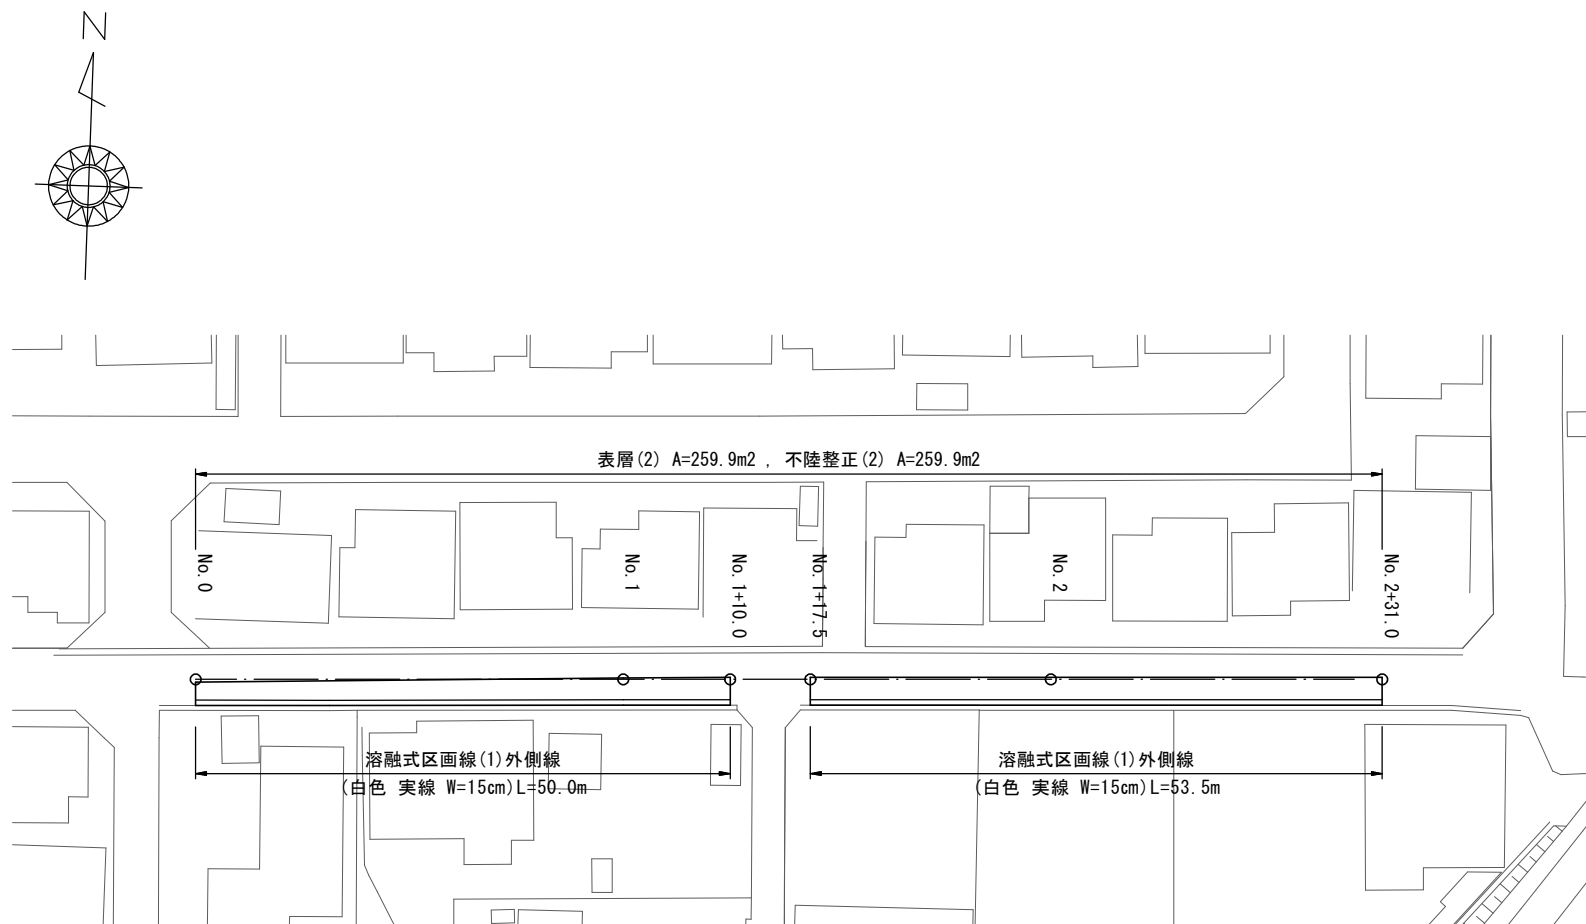 N
表層(2) A=259.9m2 , 不陸整正(2) A=259.9m2
No.0
No.1
No.1+10.0
No.1+17.5
No.2
No.2+31.0
溶融式区画線(1)外側線
(白色 実線 W=15cm)L=50.0m
溶融式区画線(1)外側線
(白色 実線 W=15cm)L=53.5m